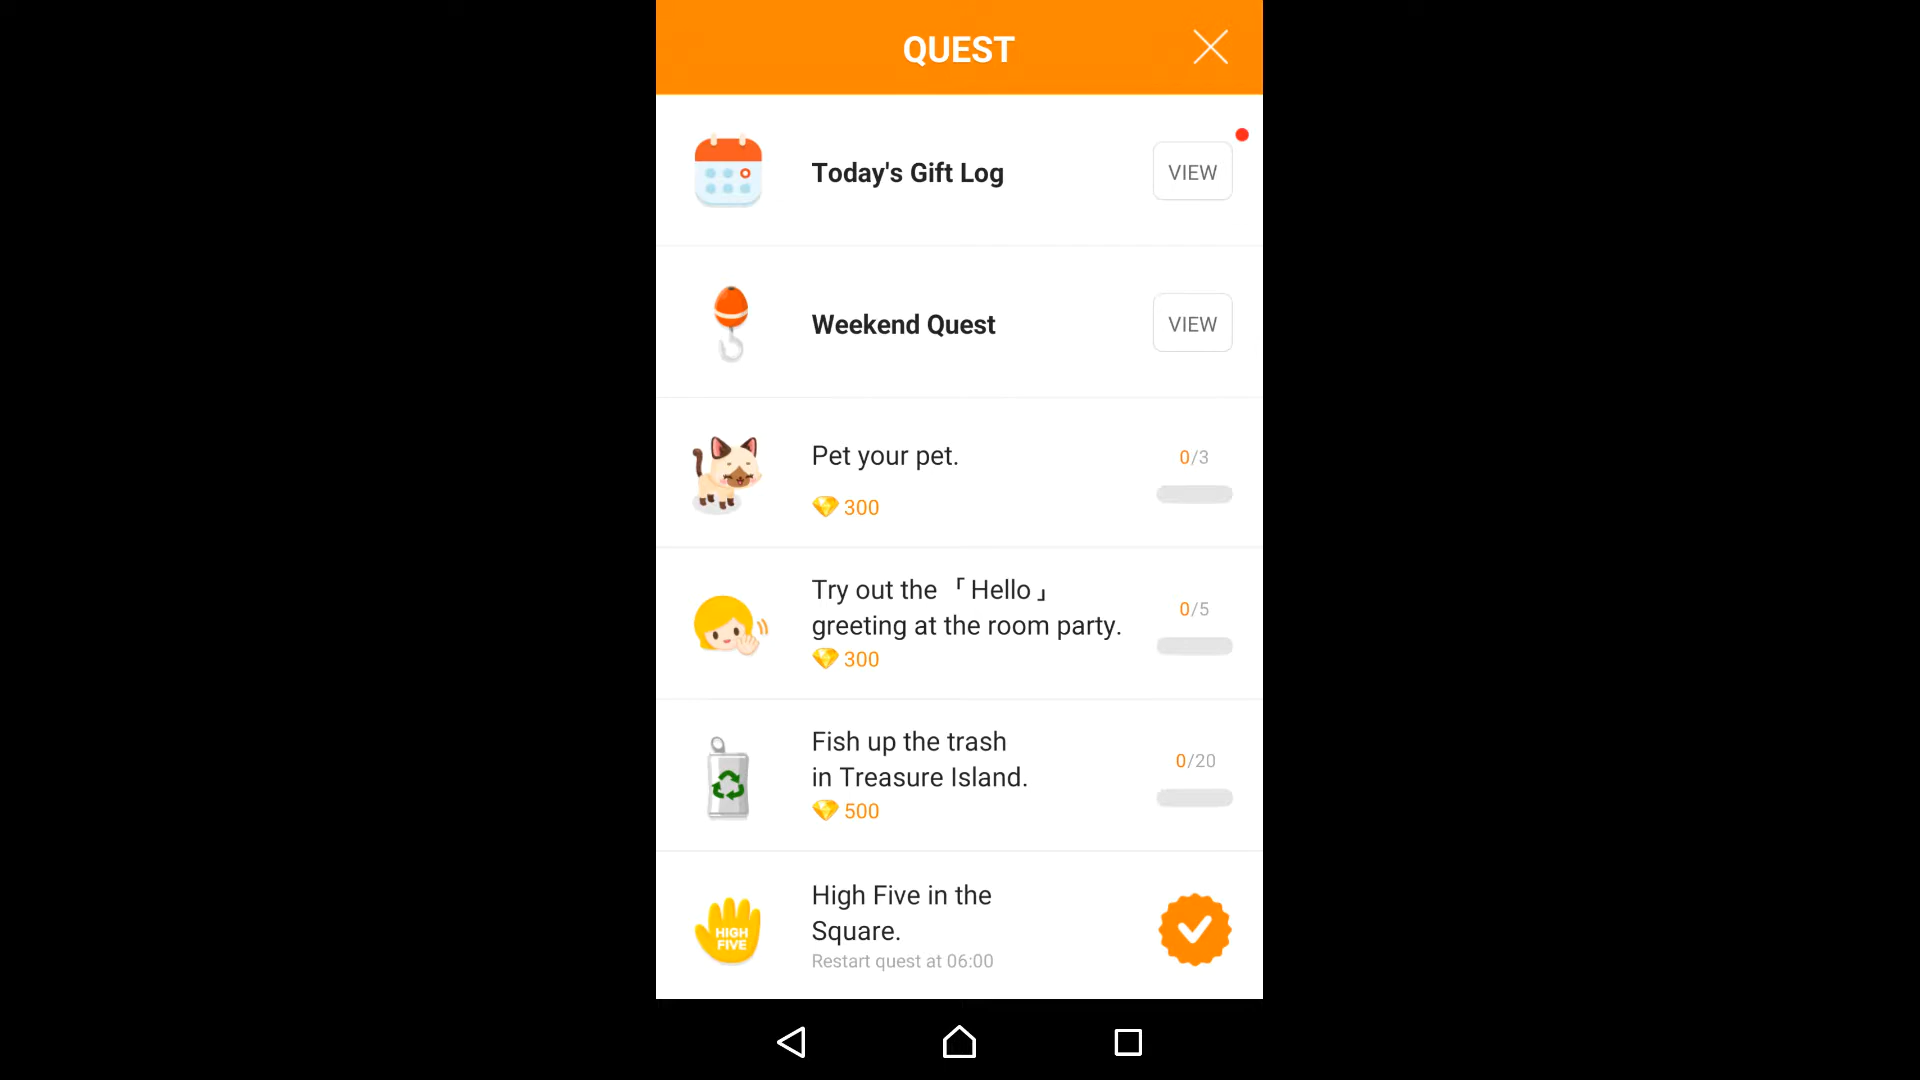 QUEST
Today's Gift Log
VIEW
Weekend Quest
VIEW
Pet your pet.
0/3
300
Try out the 「Hello」
greeting at the room party.
0/5
300
Fish up the trash
in Treasure Island.
0/20
500
HIGH
FIVE
High Five in the
Square.
Restart quest at 06:00